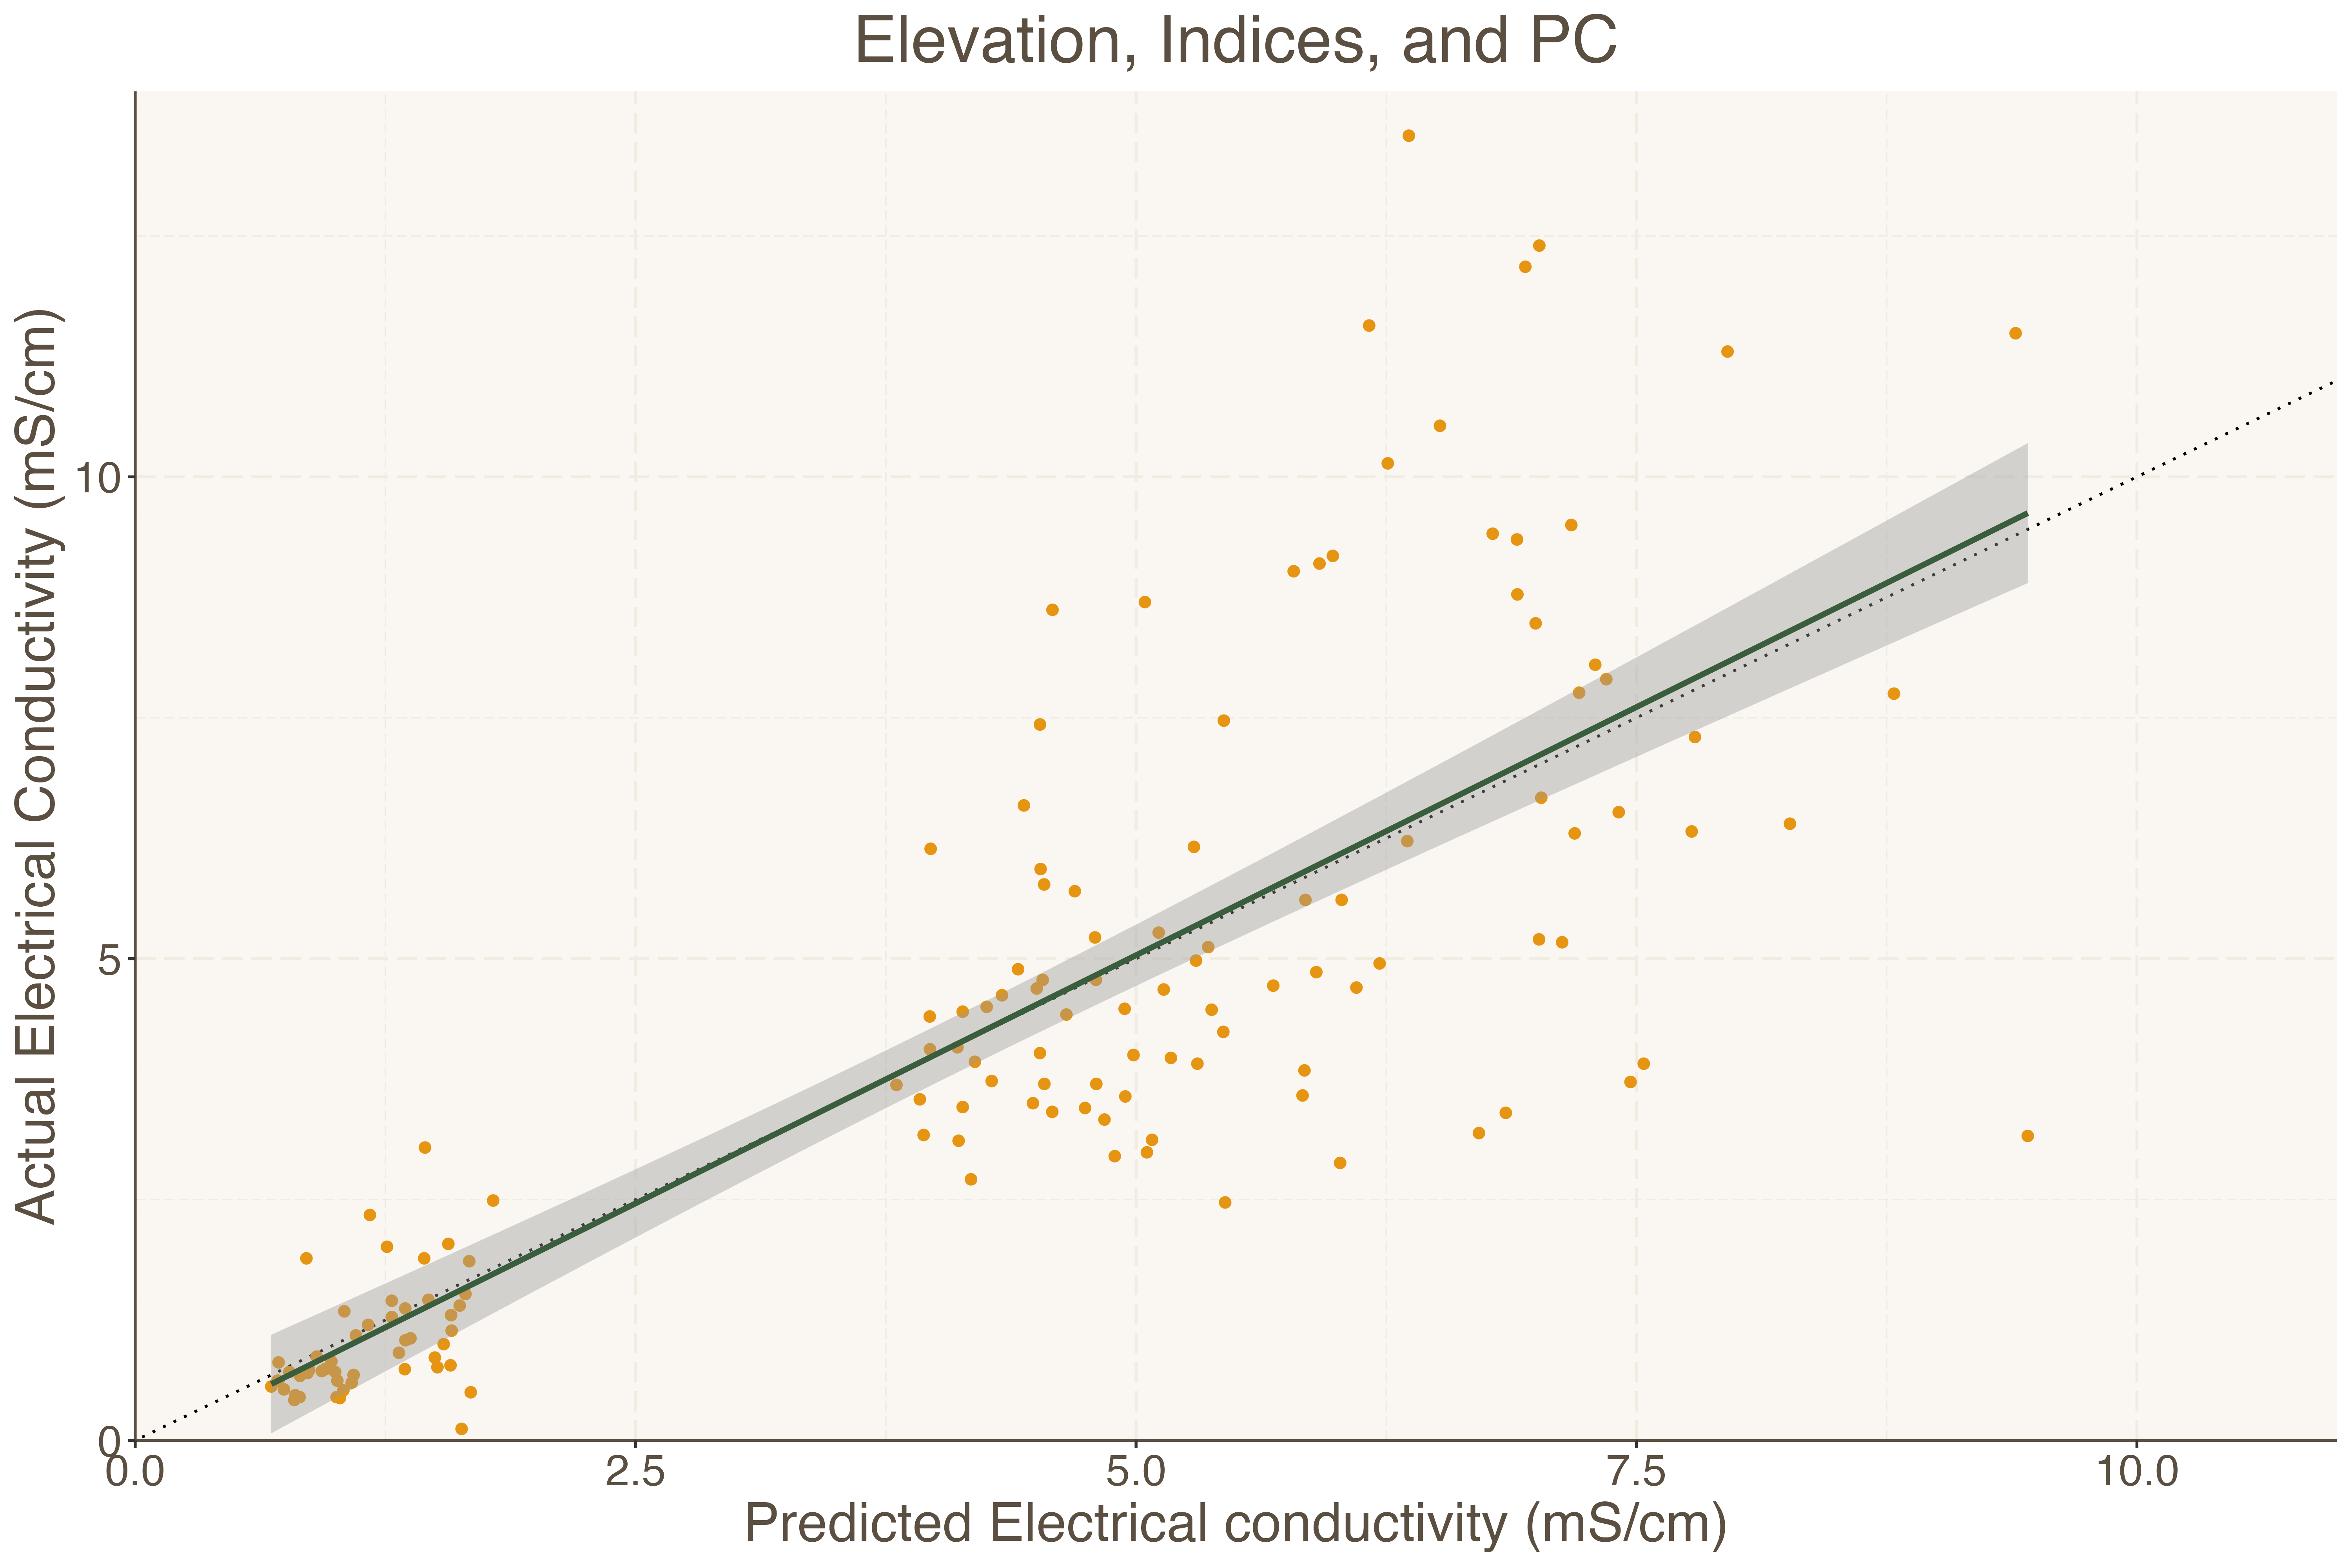 Elevation, Indices, and PC
Actual Electrical Conductivity (mS/cm)
10
5
0
0.0
2.5
5.0
7.5
10.0
Predicted Electrical conductivity (mS/cm)